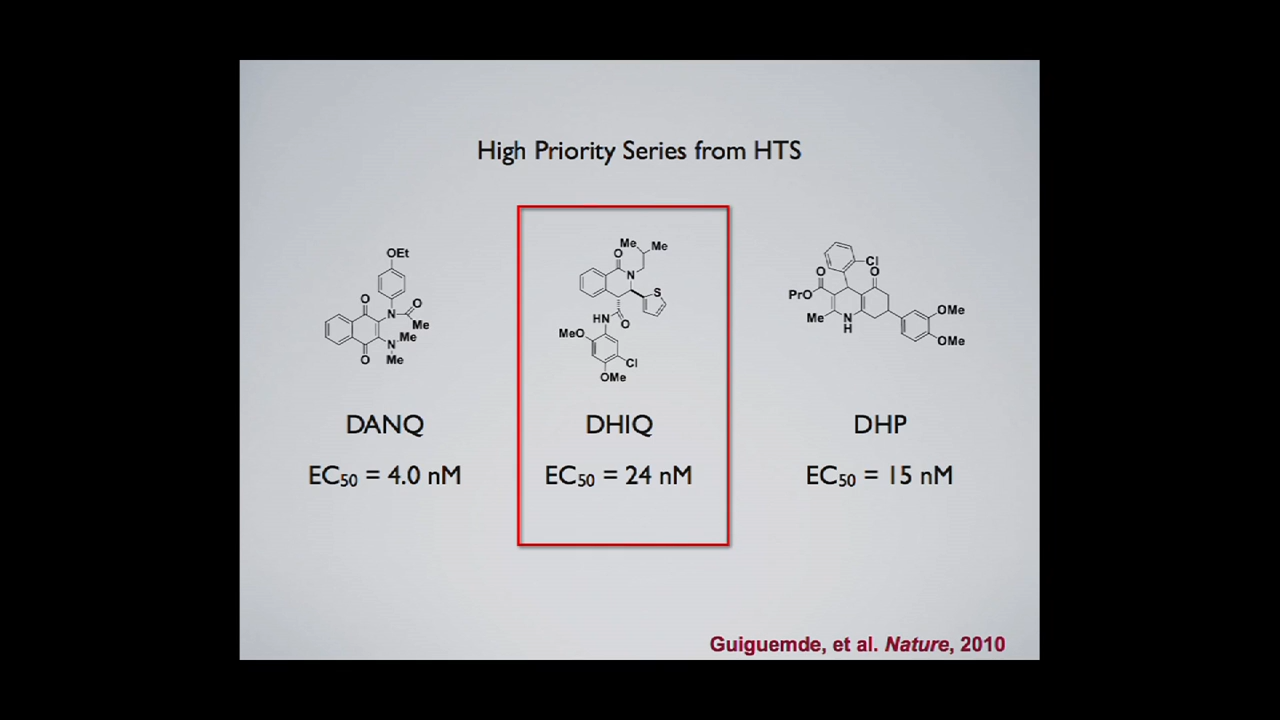 High Priority Series from HTS
OEt
O
N
O
Me
Me
N
Me
O
Me
Me
O
N
S
HN
O
MeO
Cl
OMe
Cl
O
O
PrO
OMe
Me
N
H
OMe
DANQ
DHIQ
DHP
EC₅₀ = 4.0 nM
EC₅₀ = 24 nM
EC₅₀ = 15 nM
Guiguemde, et al. Nature, 2010